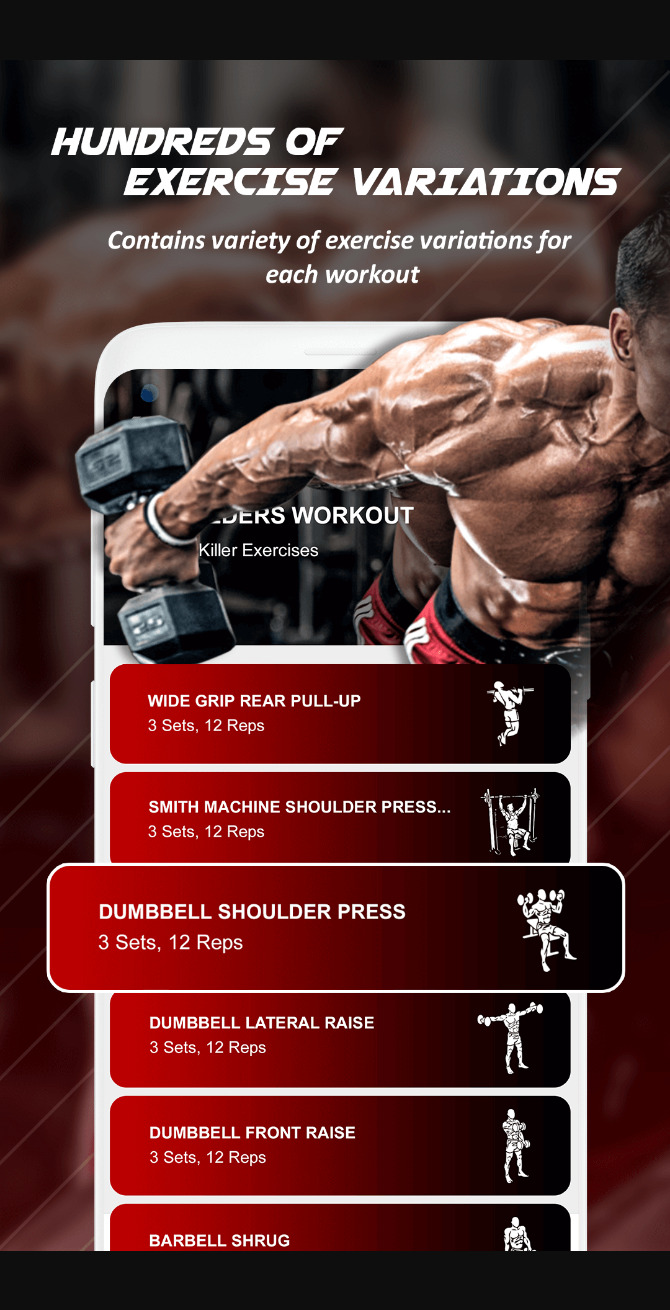 HUNDREDS OF
EXERCISE VARIATIONS
Contains variety of exercise variations for
each workout
WORKOUT
Killer Exercises
WIDE GRIP REAR PULL-UP
3 Sets, 12 Reps
SMITH MACHINE SHOULDER PRESS...
3 Sets, 12 Reps
DUMBBELL SHOULDER PRESS
3 Sets, 12 Reps
DUMBBELL LATERAL RAISE
3 Sets, 12 Reps
DUMBBELL FRONT RAISE
3 Sets, 12 Reps
BARBELL SHRUG